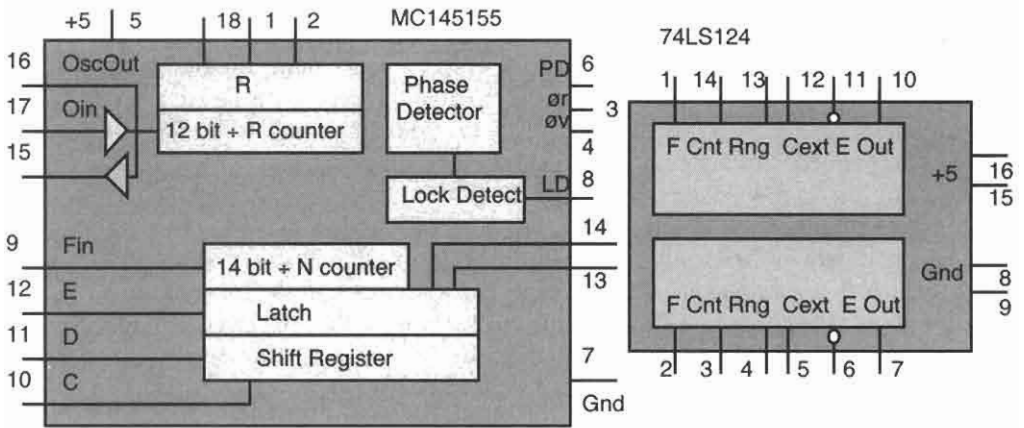 +5 5 18 1 2 MC145155
16 OscOut
17 Oin
15
R
12 bit + R counter
Phase
Detector
Lock Detect
PD 6
ør 3
øv
4
LD 8
14
13
9 Fin
12 E
11 D
10 C
14 bit + N counter
Latch
Shift Register
7
Gnd
74LS124
1 14 13 12 11 10
F Cnt Rng Cext E Out
+5
16
15
Gnd
8
9
F Cnt Rng Cext E Out
2 3 4 5 6 7